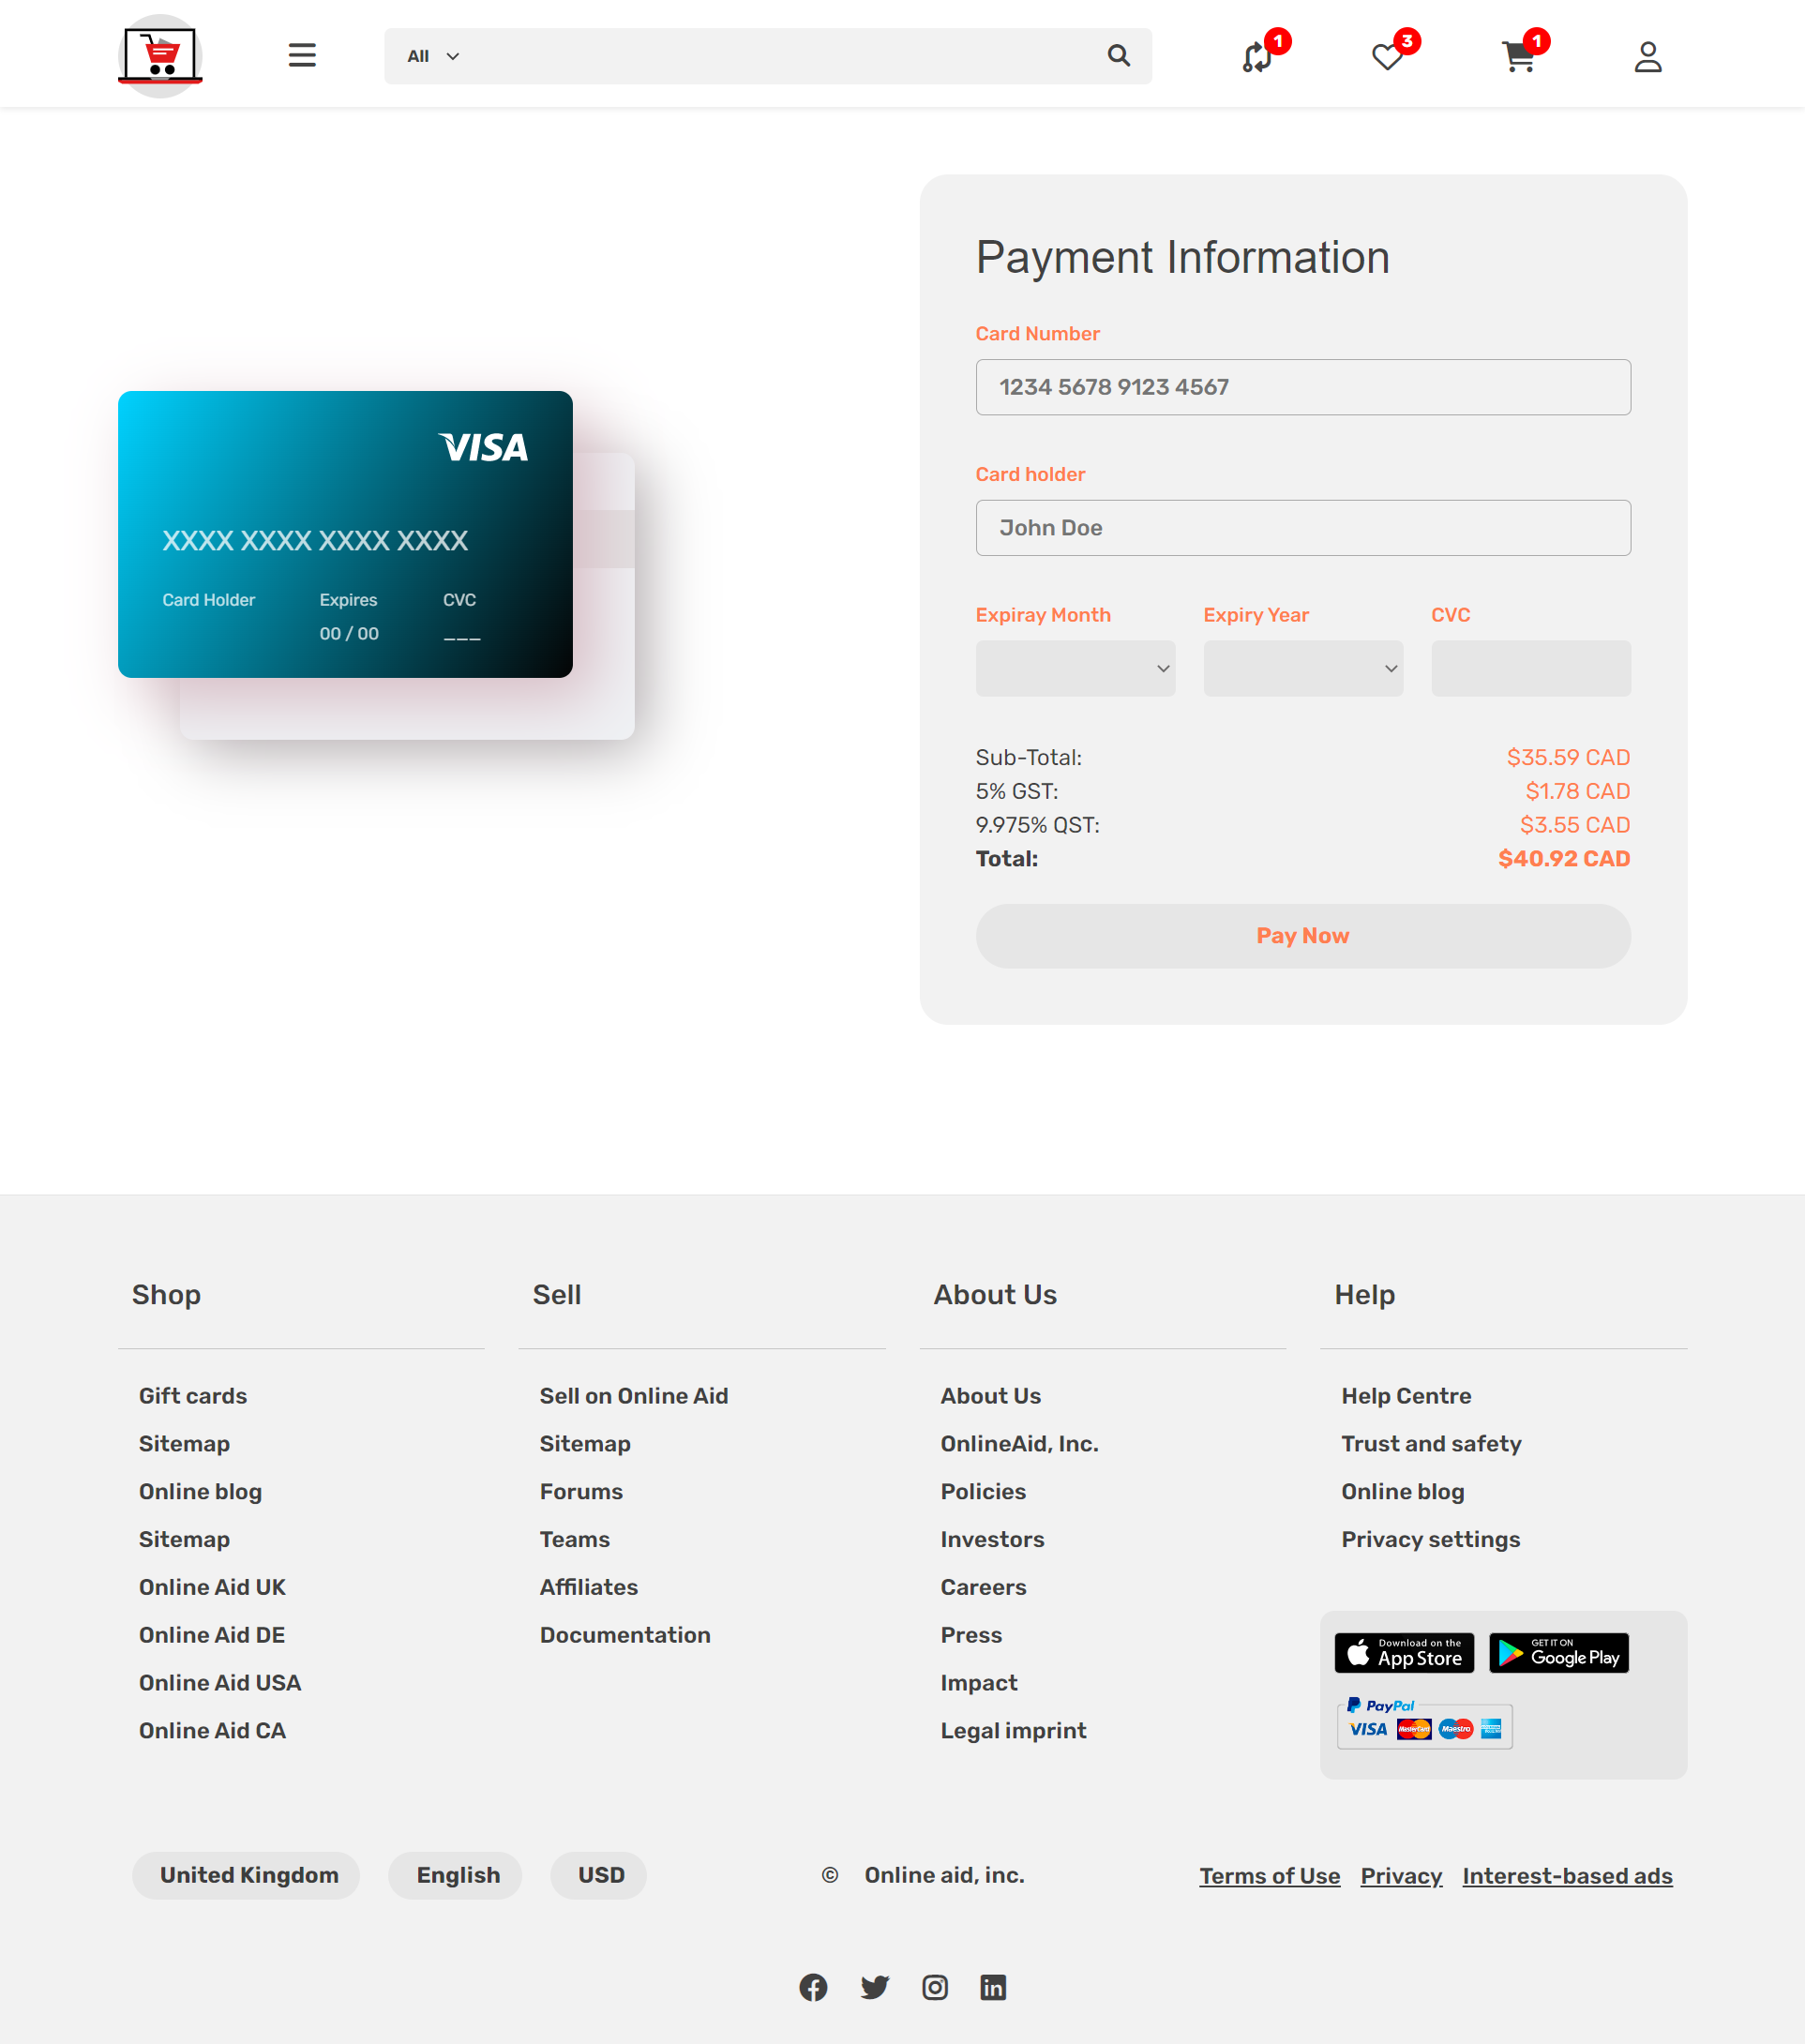 All
1
3
1
Payment Information
Card Number
1234 5678 9123 4567
Card holder
John Doe
Expiray Month Expiry Year CVC
Sub-Total: $35.59 CAD
5% GST: $1.78 CAD
9.975% QST: $3.55 CAD
Total: $40.92 CAD
Pay Now
VISA
XXXX XXXX XXXX XXXX
Card Holder Expires CVC
00 / 00 ___
Shop
Gift cards
Sitemap
Online blog
Sitemap
Online Aid UK
Online Aid DE
Online Aid USA
Online Aid CA
Sell
Sell on Online Aid
Sitemap
Forums
Teams
Affiliates
Documentation
About Us
About Us
OnlineAid, Inc.
Policies
Investors
Careers
Press
Impact
Legal imprint
Help
Help Centre
Trust and safety
Online blog
Privacy settings
Download on the
App Store
GET IT ON
Google Play
PayPal
VISA MasterCard Maestro
United Kingdom English USD
© Online aid, inc.
Terms of Use Privacy Interest-based ads